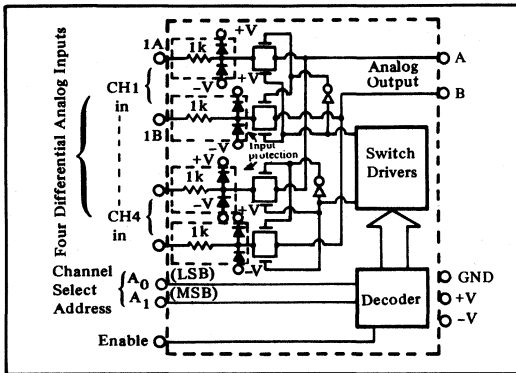 Four Differential Analog Inputs
1A
CH1
in
1B
CH4
in
1k
+V
-V
1k
-V
+V
Input
protection
1k
-V
+V
1k
-V
Analog
Output
A
B
Switch
Drivers
Channel
Select
Address
A0 (LSB)
A1 (MSB)
Decoder
Enable
GND
+V
-V